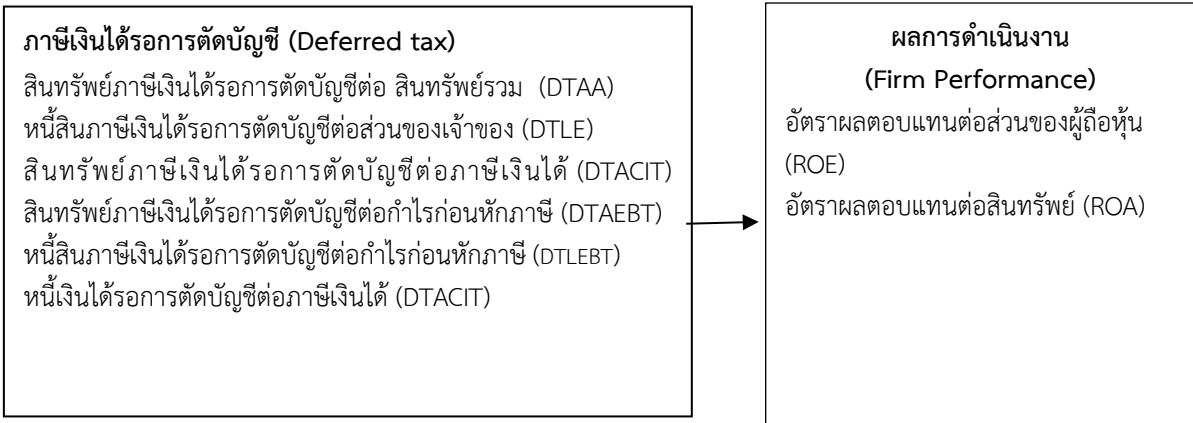 ภาษีเงินได้รอการตัดบัญชี (Deferred tax)
สินทรัพย์ภาษีเงินได้รอการตัดบัญชีต่อ สินทรัพย์รวม (DTAA)
หนี้สินภาษีเงินได้รอการตัดบัญชีต่อส่วนของเจ้าของ (DTLE)
สินทรัพย์ภาษีเงินได้รอการตัดบัญชีต่อภาษีเงินได้ (DTACIT)
สินทรัพย์ภาษีเงินได้รอการตัดบัญชีต่อกำไรก่อนหักภาษี (DTAEBT)
หนี้สินภาษีเงินได้รอการตัดบัญชีต่อกำไรก่อนหักภาษี (DTLEBT)
หนี้เงินได้รอการตัดบัญชีต่อภาษีเงินได้ (DTACIT)
ผลการดำเนินงาน
(Firm Performance)
อัตราผลตอบแทนต่อส่วนของผู้ถือหุ้น
(ROE)
อัตราผลตอบแทนต่อสินทรัพย์ (ROA)